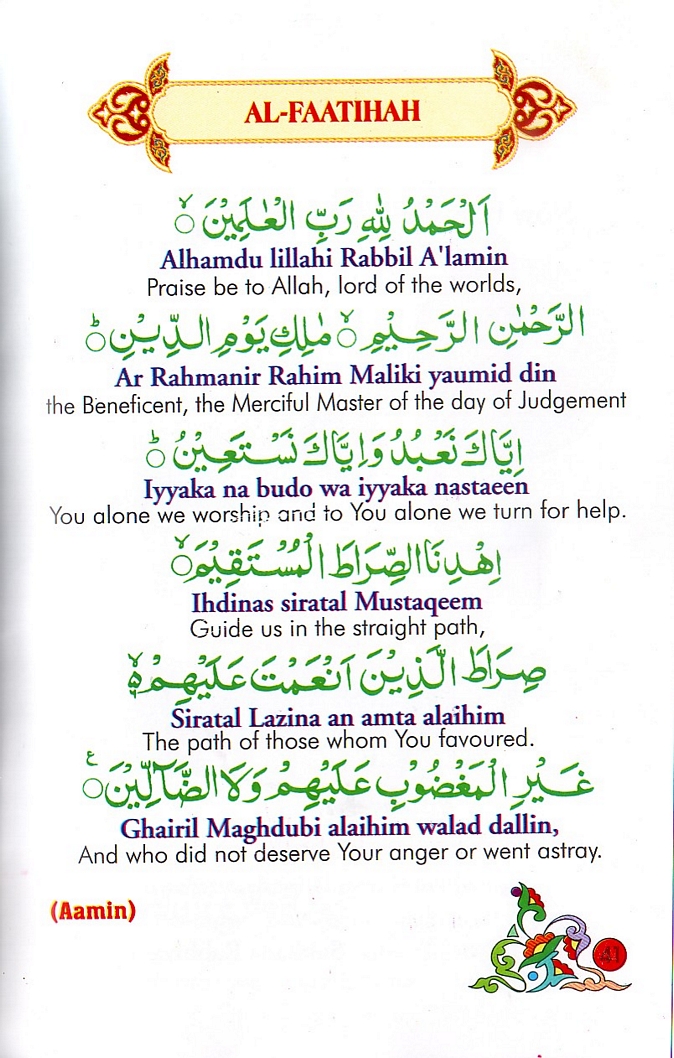 AL-FAATIHAH
اَلْحَمْدُ لِلّٰهِ رَبِّ الْعٰلَمِيْنَ ۙ
Alhamdu lillahi Rabbil A'lamin
Praise be to Allah, lord of the worlds,
الرَّحْمٰنِ الرَّحِيْمِ ۙ مٰلِكِ يَوْمِ الدِّيْنِ ؕ
Ar Rahmanir Rahim Maliki yaumid din
the Beneficent, the Merciful Master of the day of Judgement
اِيَّاكَ نَعْبُدُ وَاِيَّاكَ نَسْتَعِيْنُ ؕ
Iyyaka na budo wa iyyaka nastaeen
You alone we worship and to You alone we turn for help.
اِهْدِنَا الصِّرَاطَ الْمُسْتَقِيْمَ ۙ
Ihdinas siratal Mustaqeem
Guide us in the straight path,
صِرَاطَ الَّذِيْنَ اَنْعَمْتَ عَلَيْهِمْ ۙ
Siratal Lazina an amta alaihim
The path of those whom You favoured.
غَيْرِ الْمَغْضُوْبِ عَلَيْهِمْ وَلَا الضَّآلِّيْنَ ع
Ghairil Maghdubi alaihim walad dallin,
And who did not deserve Your anger or went astray.
(Aamin)
41